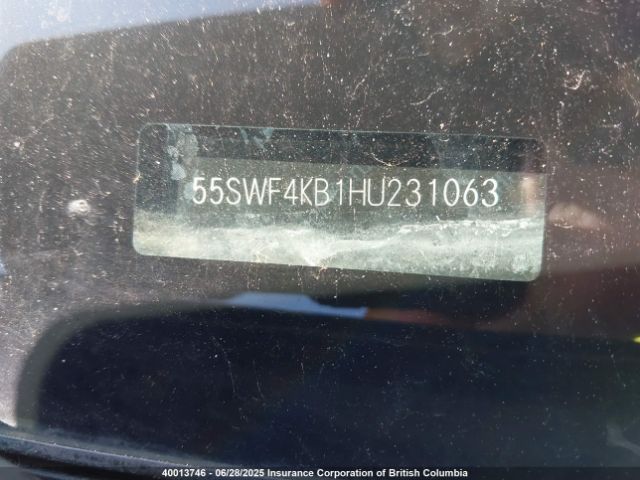 55SWF4KB1HU231063
40013746 - 06/28/2025 Insurance Corporation of British Columbia